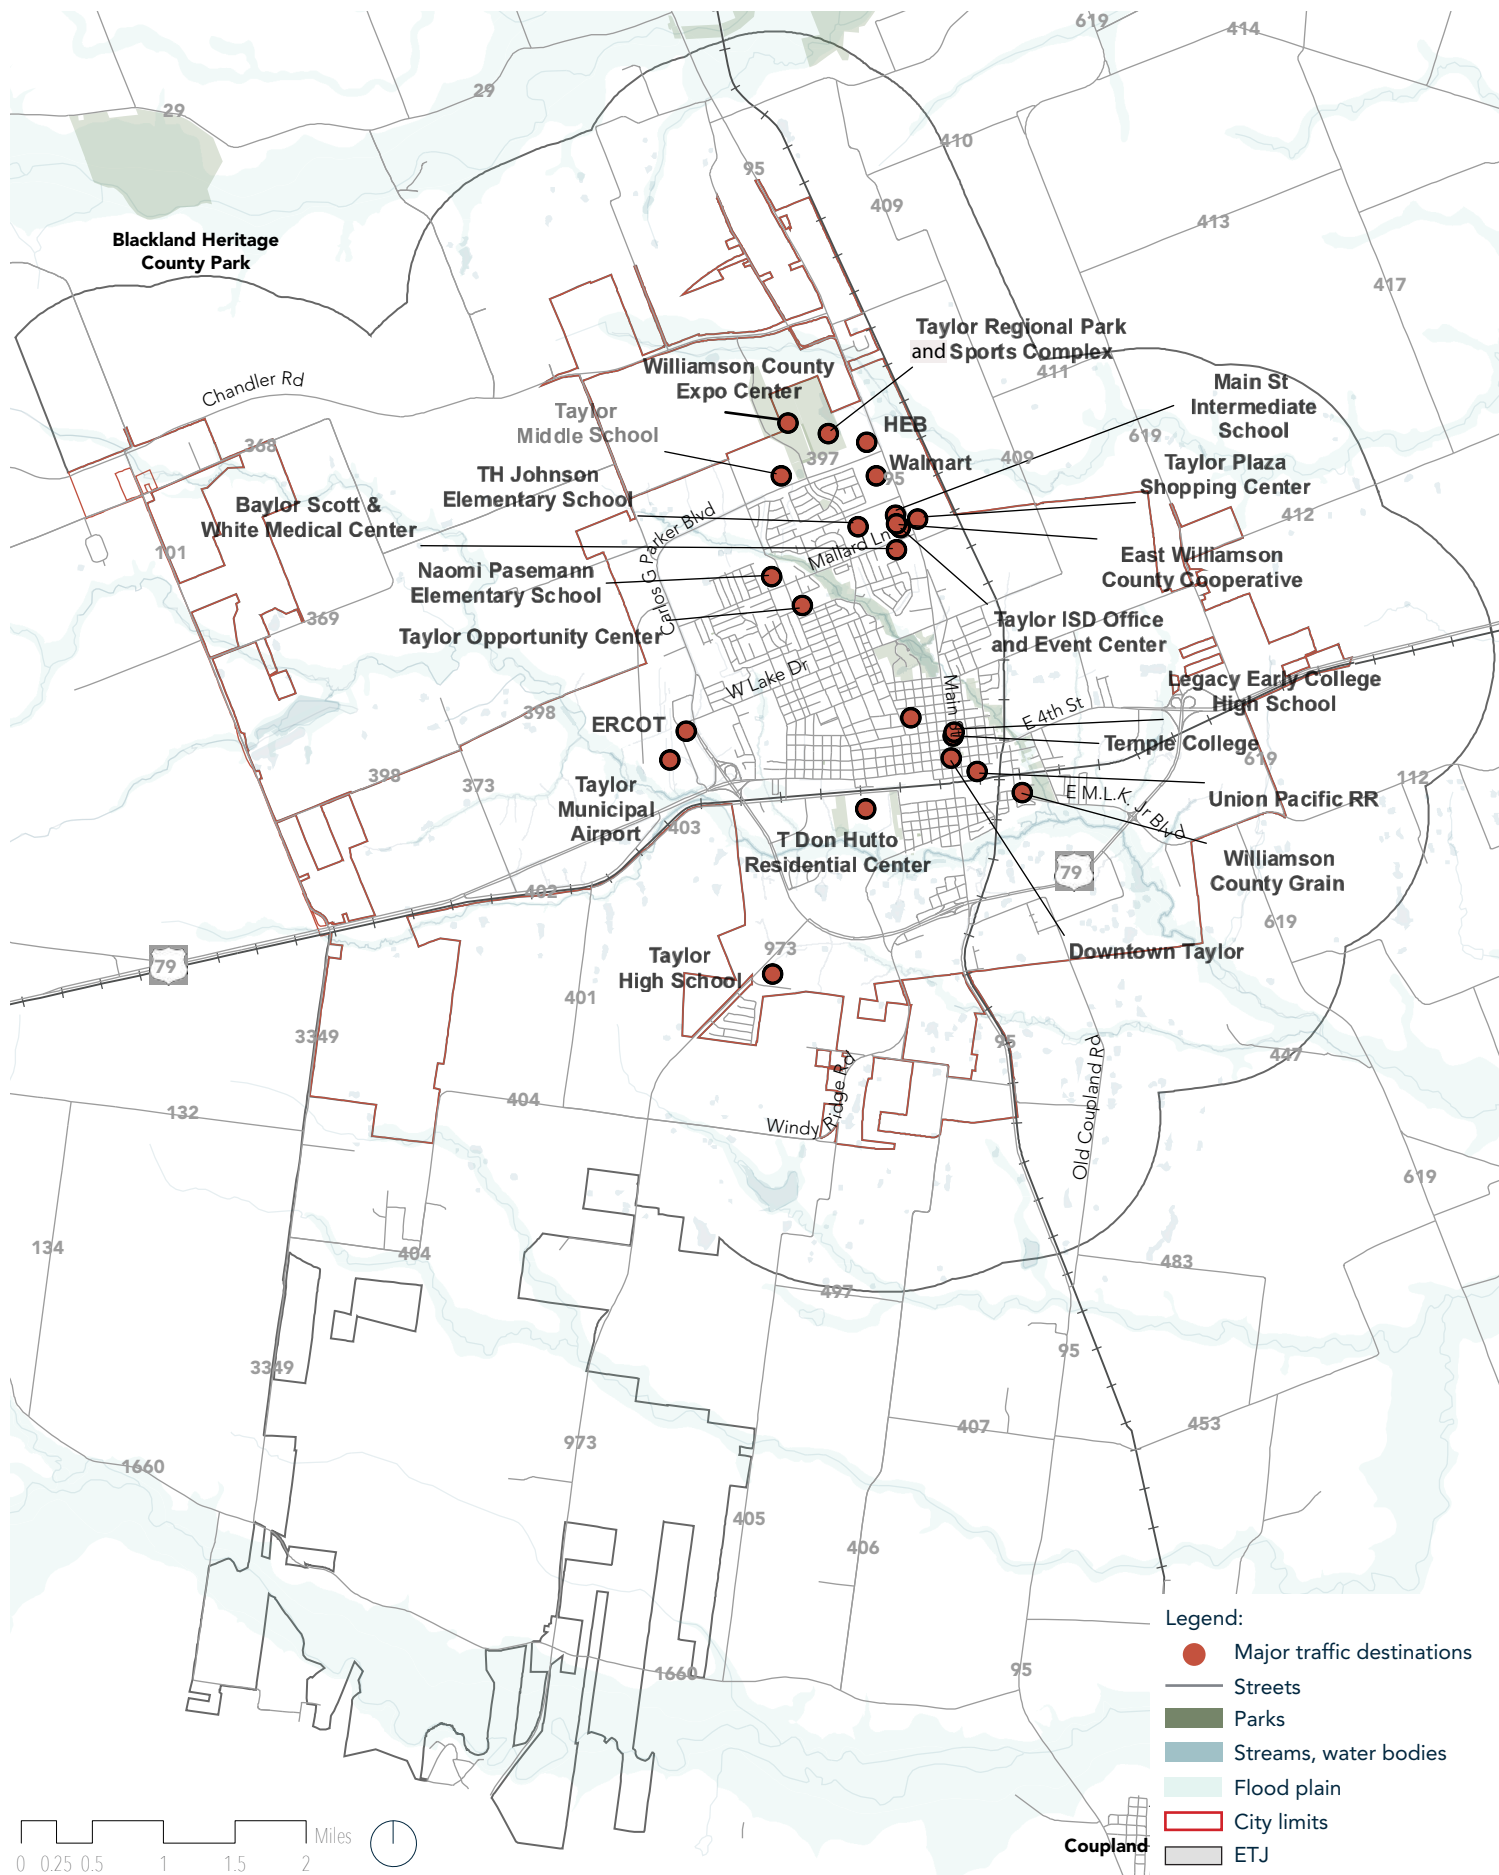 619
414
29
29
95
410
409
413
417
Blackland Heritage
County Park
Taylor Regional Park
and Sports Complex
411
Williamson County
Expo Center
Main St
Intermediate
School
Chandler Rd
Taylor
Middle School
HEB
368
397
Walmart
95
409
619
Taylor Plaza
Shopping Center
TH Johnson
Elementary School
Baylor Scott &
White Medical Center
412
101
Carlos G Parker Blvd
Mallard Ln
East Williamson
County Cooperative
Naomi Pasemann
Elementary School
369
Taylor Opportunity Center
Taylor ISD Office
and Event Center
W Lake Dr
Main St
Legacy Early College
High School
398
ERCOT
E 4th St
Temple College
619
398
373
112
Taylor
Municipal
Airport
E M.L.K. Jr Blvd
Union Pacific RR
403
T Don Hutto
Residential Center
Williamson
County Grain
79
402
619
79
973
Taylor
High School
Downtown Taylor
401
3349
95
447
Windy Ridge Rd
Old Coupland Rd
132
404
619
134
404
483
497
3349
95
407
453
973
1660
405
406
1660
95
Coupland
Legend:
Major traffic destinations
Streets
Parks
Streams, water bodies
Flood plain
City limits
ETJ
Miles
0 0.25 0.5 1 1.5 2